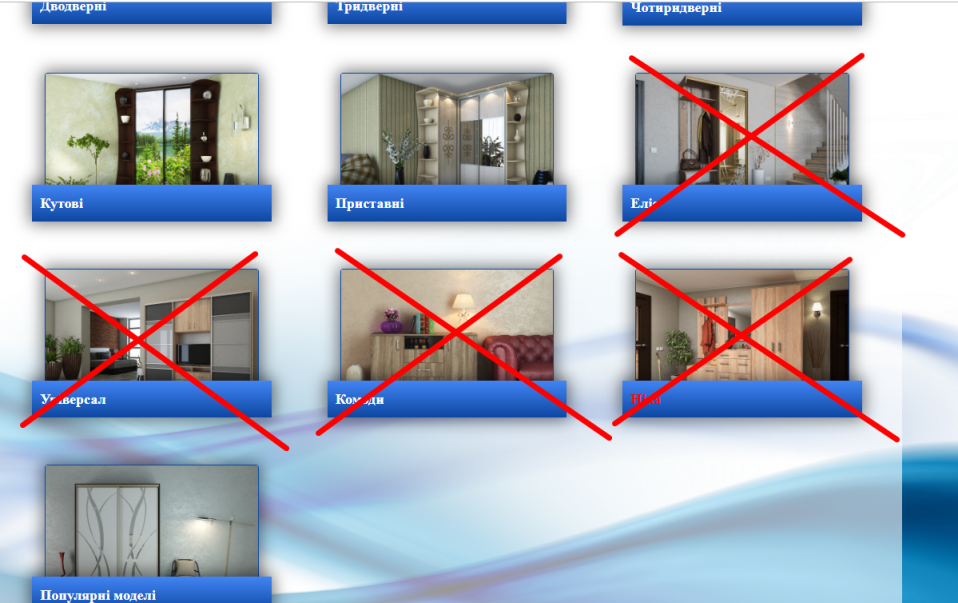 Дводверні
Тридверні
Чотиридверні
Кутові
Приставні
Універсал
Комоди
Популярні моделі